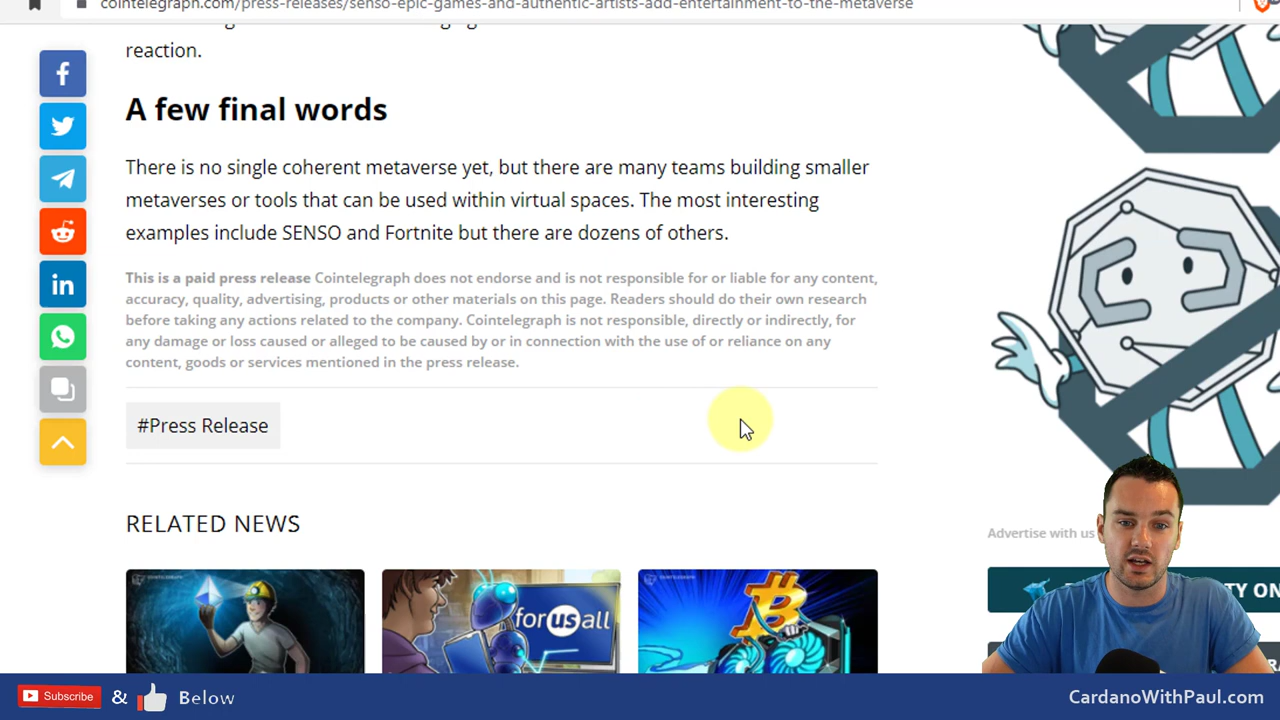 cointelegraph.com/press-releases/senso-epic-games-and-authentic-artists-add-entertainment-to-the-metaverse
reaction.
A few final words
There is no single coherent metaverse yet, but there are many teams building smaller
metaverses or tools that can be used within virtual spaces. The most interesting
examples include SENSO and Fortnite but there are dozens of others.
This is a paid press release Cointelegraph does not endorse and is not responsible for or liable for any content,
accuracy, quality, advertising, products or other materials on this page. Readers should do their own research
before taking any actions related to the company. Cointelegraph is not responsible, directly or indirectly, for
any damage or loss caused or alleged to be caused by or in connection with the use of or reliance on any
content, goods or services mentioned in the press release.
#Press Release
RELATED NEWS
Advertise with us
forusall
Subscribe & Below
CardanoWithPaul.com